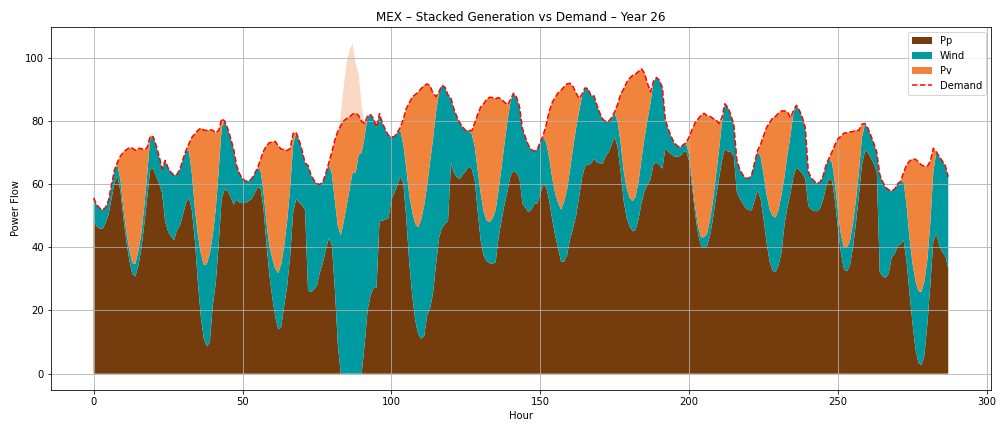 MEX – Stacked Generation vs Demand – Year 26
Pp
Wind
Pv
Demand
Power Flow
100
80
60
40
20
0
0 50 100 150 200 250 300
Hour